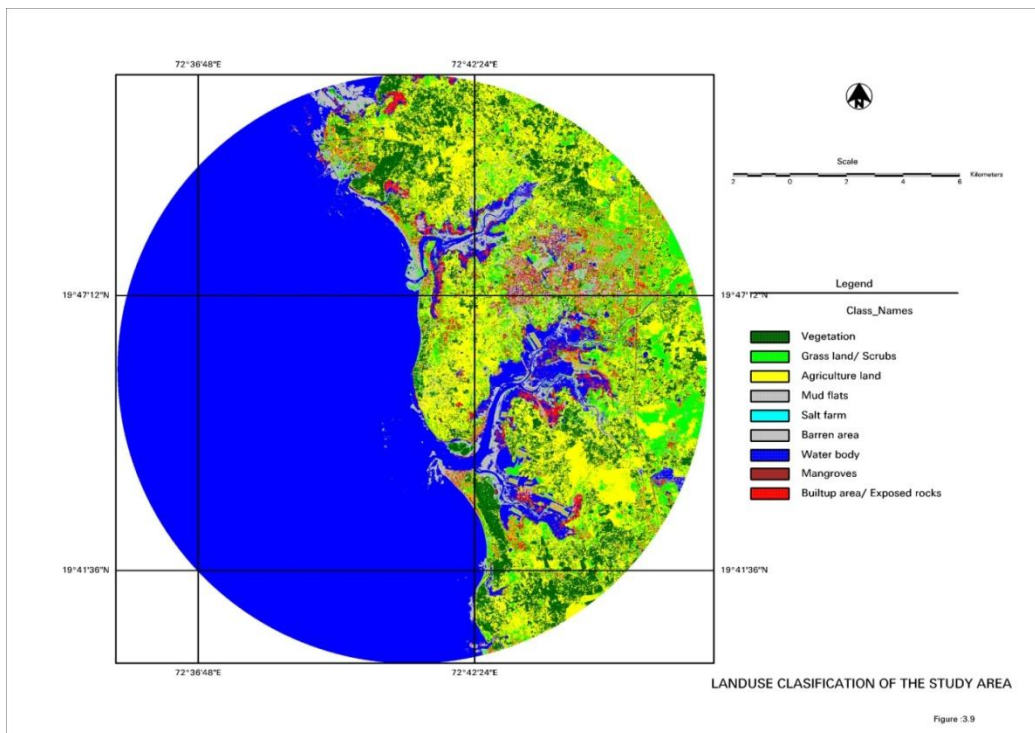 72°36'48"E
72°42'24"E
N
Scale
2 0 2 4 6 Kilometers
19°47'12"N
19°47'12"N
Legend
Class_Names
Vegetation
Grass land/ Scrubs
Agriculture land
Mud flats
Salt farm
Barren area
Water body
Mangroves
Builtup area/ Exposed rocks
19°41'36"N
19°41'36"N
72°36'48"E
72°42'24"E
LANDUSE CLASIFICATION OF THE STUDY AREA
Figure :3.9